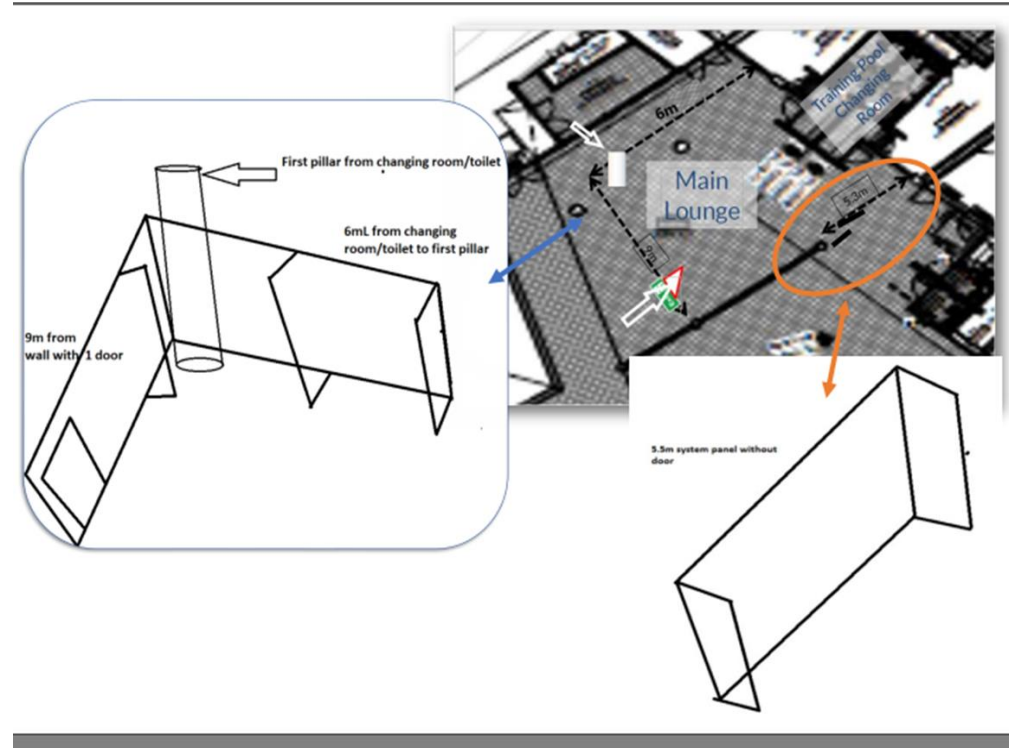 First pillar from changing room/toilet
6mL from changing
room/toilet to first pillar
9m from
wall with 1 door
6m
Training Pool
Changing
Room
Main
Lounge
5.3m
9m
5.5m system panel without
door